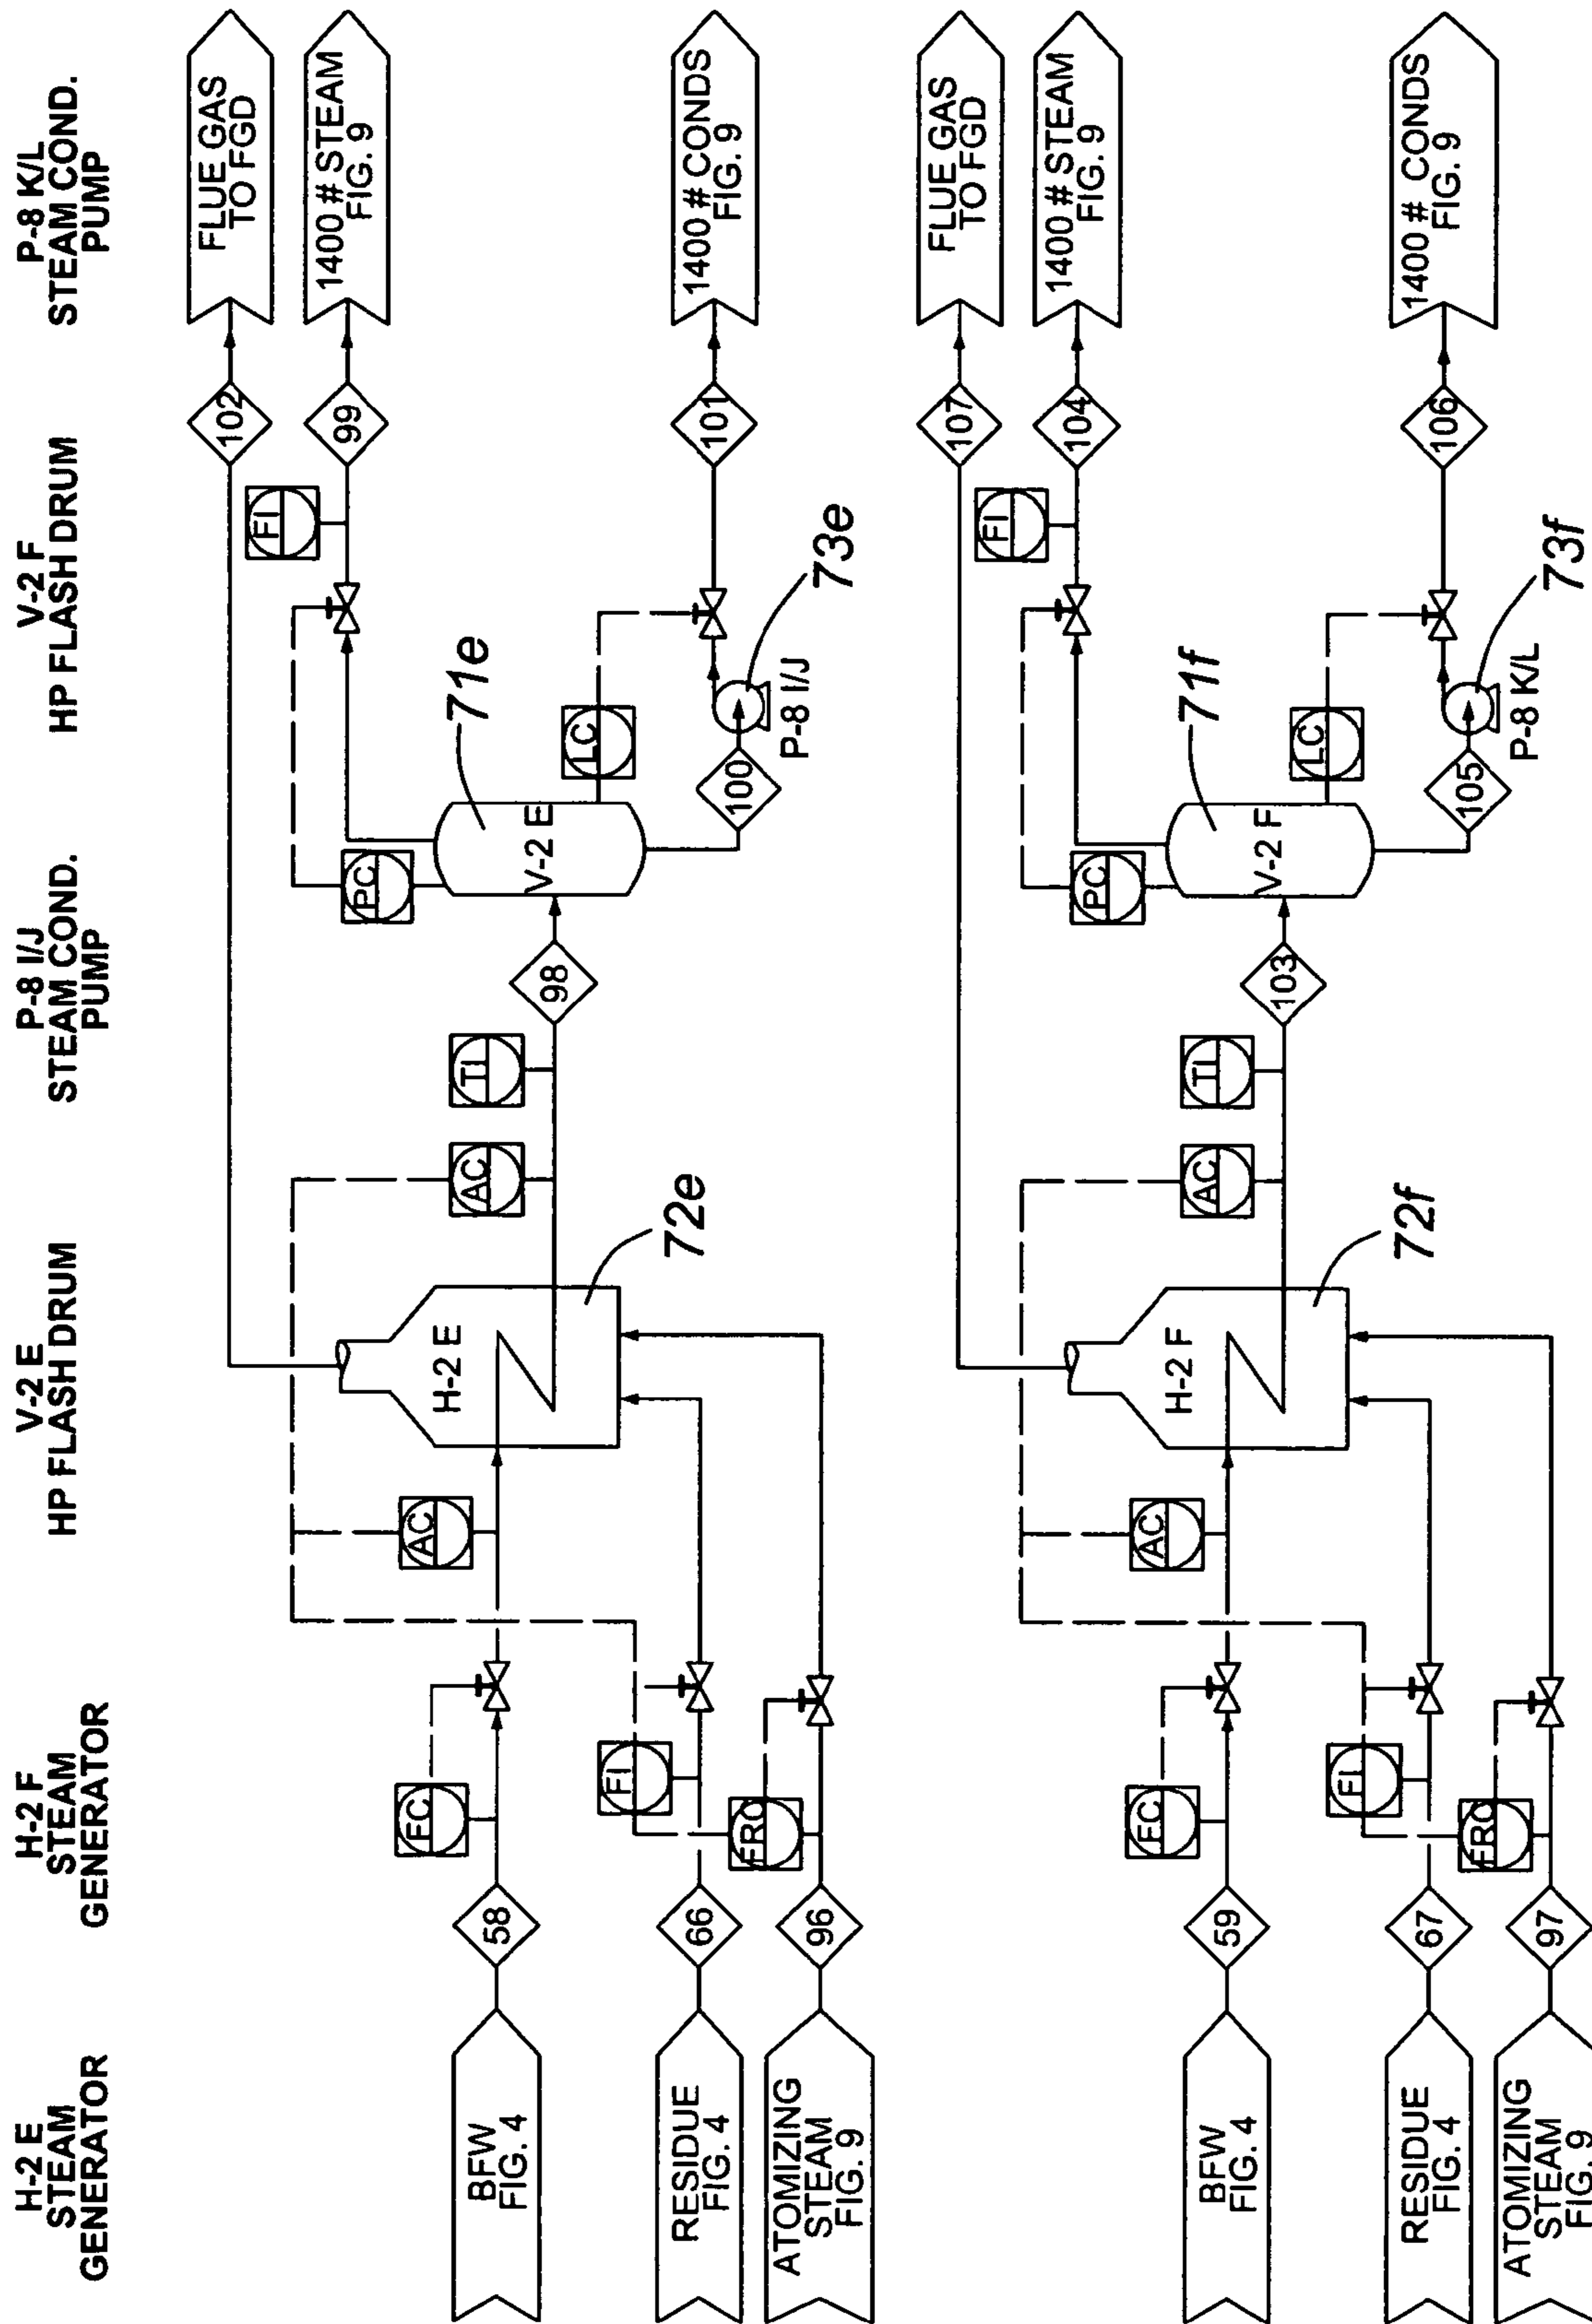 H-2 E
STEAM
GENERATOR
H-2 F
STEAM
GENERATOR
V-2 E
HP FLASH DRUM
P-8 I/J
STEAM COND.
PUMP
V-2 F
HP FLASH DRUM
P-8 K/L
STEAM COND.
PUMP
102
FLUE GAS
TO FGD
FI
99
1400 # STEAM
FIG. 9
PC
BFW
FIG. 4
58
FC
AC
H-2 E
AC
TI
98
V-2 E
71e
LC
RESIDUE
FIG. 4
66
FI
72e
101
1400 # CONDS
FIG. 9
ATOMIZING
STEAM
FIG. 9
96
FRC
100
P-8 I/J
73e
107
FLUE GAS
TO FGD
FI
104
1400 # STEAM
FIG. 9
PC
BFW
FIG. 4
59
FC
AC
H-2 F
AC
TI
103
V-2 F
71f
LC
RESIDUE
FIG. 4
67
FI
72f
106
1400 # CONDS
FIG. 9
ATOMIZING
STEAM
FIG. 9
97
FRC
105
P-8 K/L
73f